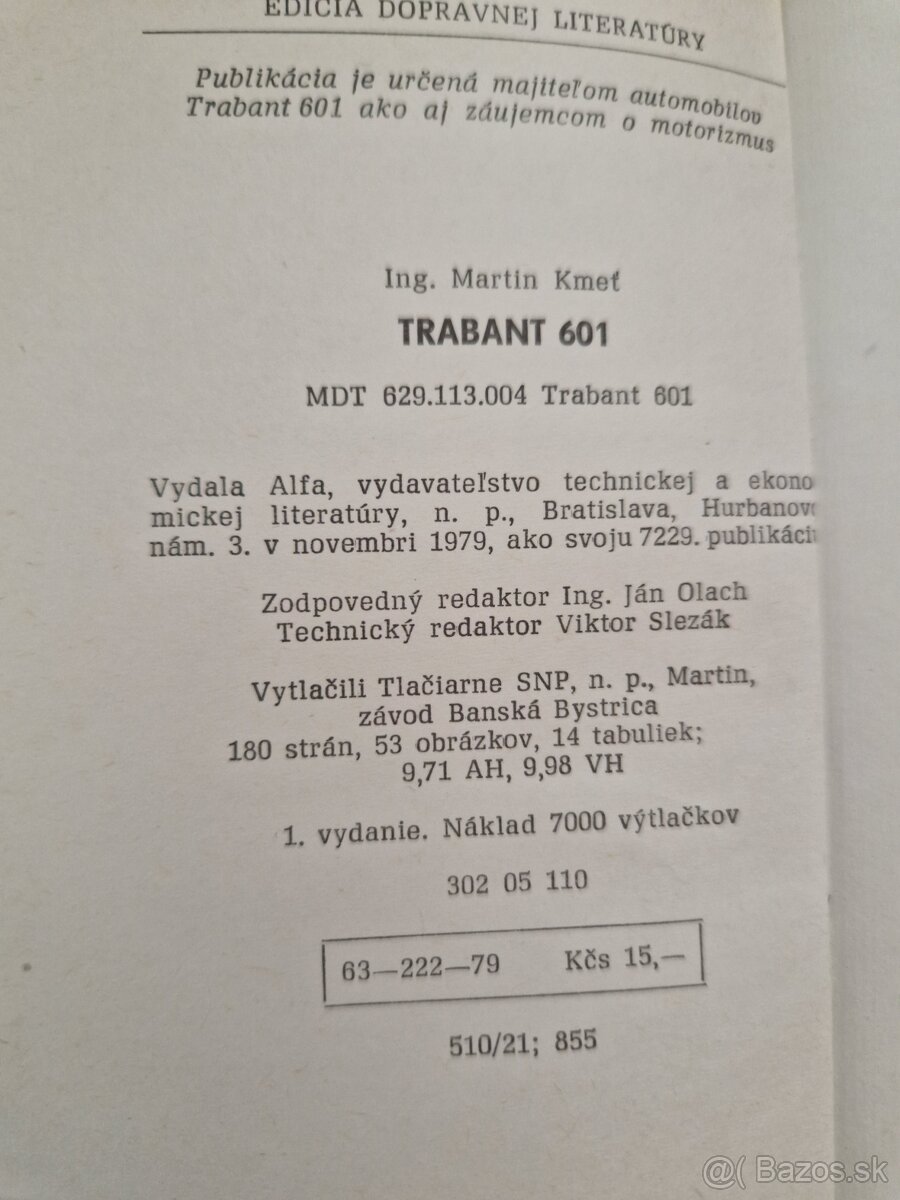 EDÍCIA DOPRAVNEJ LITERATÚRY
Publikácia je určená majiteľom automobilov
Trabant 601 ako aj záujemcom o motorizmus
Ing. Martin Kmeť
TRABANT 601
MDT 629.113.004 Trabant 601
Vydala Alfa, vydavateľstvo technickej a ekono
mickej literatúry, n. p., Bratislava, Hurbanovo
nám. 3. v novembri 1979, ako svoju 7229. publikáciu
Zodpovedný redaktor Ing. Ján Olach
Technický redaktor Viktor Slezák
Vytlačili Tlačiarne SNP, n. p., Martin,
závod Banská Bystrica
180 strán, 53 obrázkov, 14 tabuliek;
9,71 AH, 9,98 VH
1. vydanie. Náklad 7000 výtlačkov
302 05 110
63—222—79 Kčs 15,—
510/21; 855
@( Bazos.sk